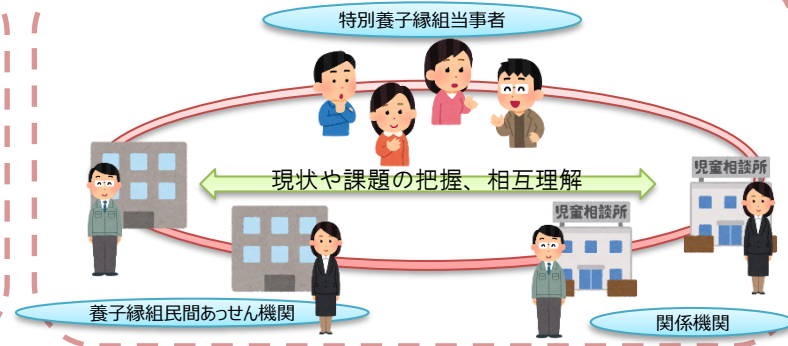 特別養子縁組当事者
現状や課題の把握、相互理解
児童相談所
児童相談所
養子縁組民間あっせん機関
関係機関